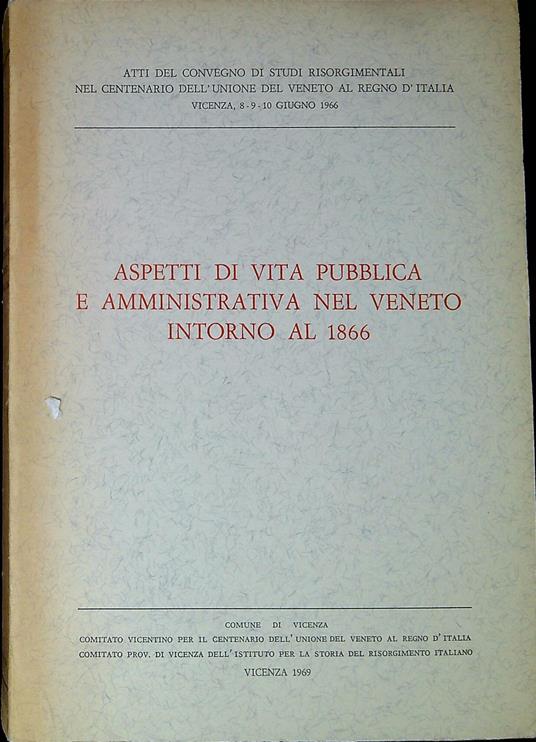 ATTI DEL CONVEGNO DI STUDI RISORGIMENTALI
NEL CENTENARIO DELL'UNIONE DEL VENETO AL REGNO D'ITALIA
VICENZA, 8-9-10 GIUGNO 1966
ASPETTI DI VITA PUBBLICA
E AMMINISTRATIVA NEL VENETO
INTORNO AL 1866
COMUNE DI VICENZA
COMITATO VICENTINO PER IL CENTENARIO DELL'UNIONE DEL VENETO AL REGNO D'ITALIA
COMITATO PROV. DI VICENZA DELL'ISTITUTO PER LA STORIA DEL RISORGIMENTO ITALIANO
VICENZA 1969